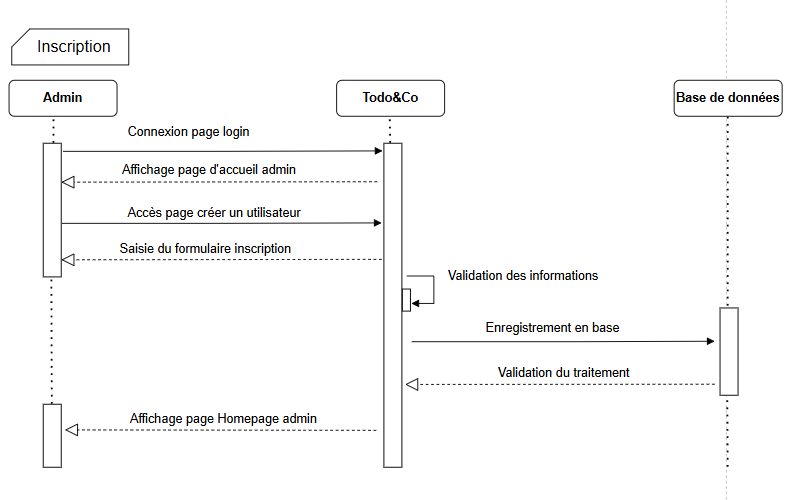 Inscription
Admin
Todo&Co
Base de données
Connexion page login
Affichage page d'accueil admin
Accès page créer un utilisateur
Saisie du formulaire inscription
Validation des informations
Enregistrement en base
Validation du traitement
Affichage page Homepage admin